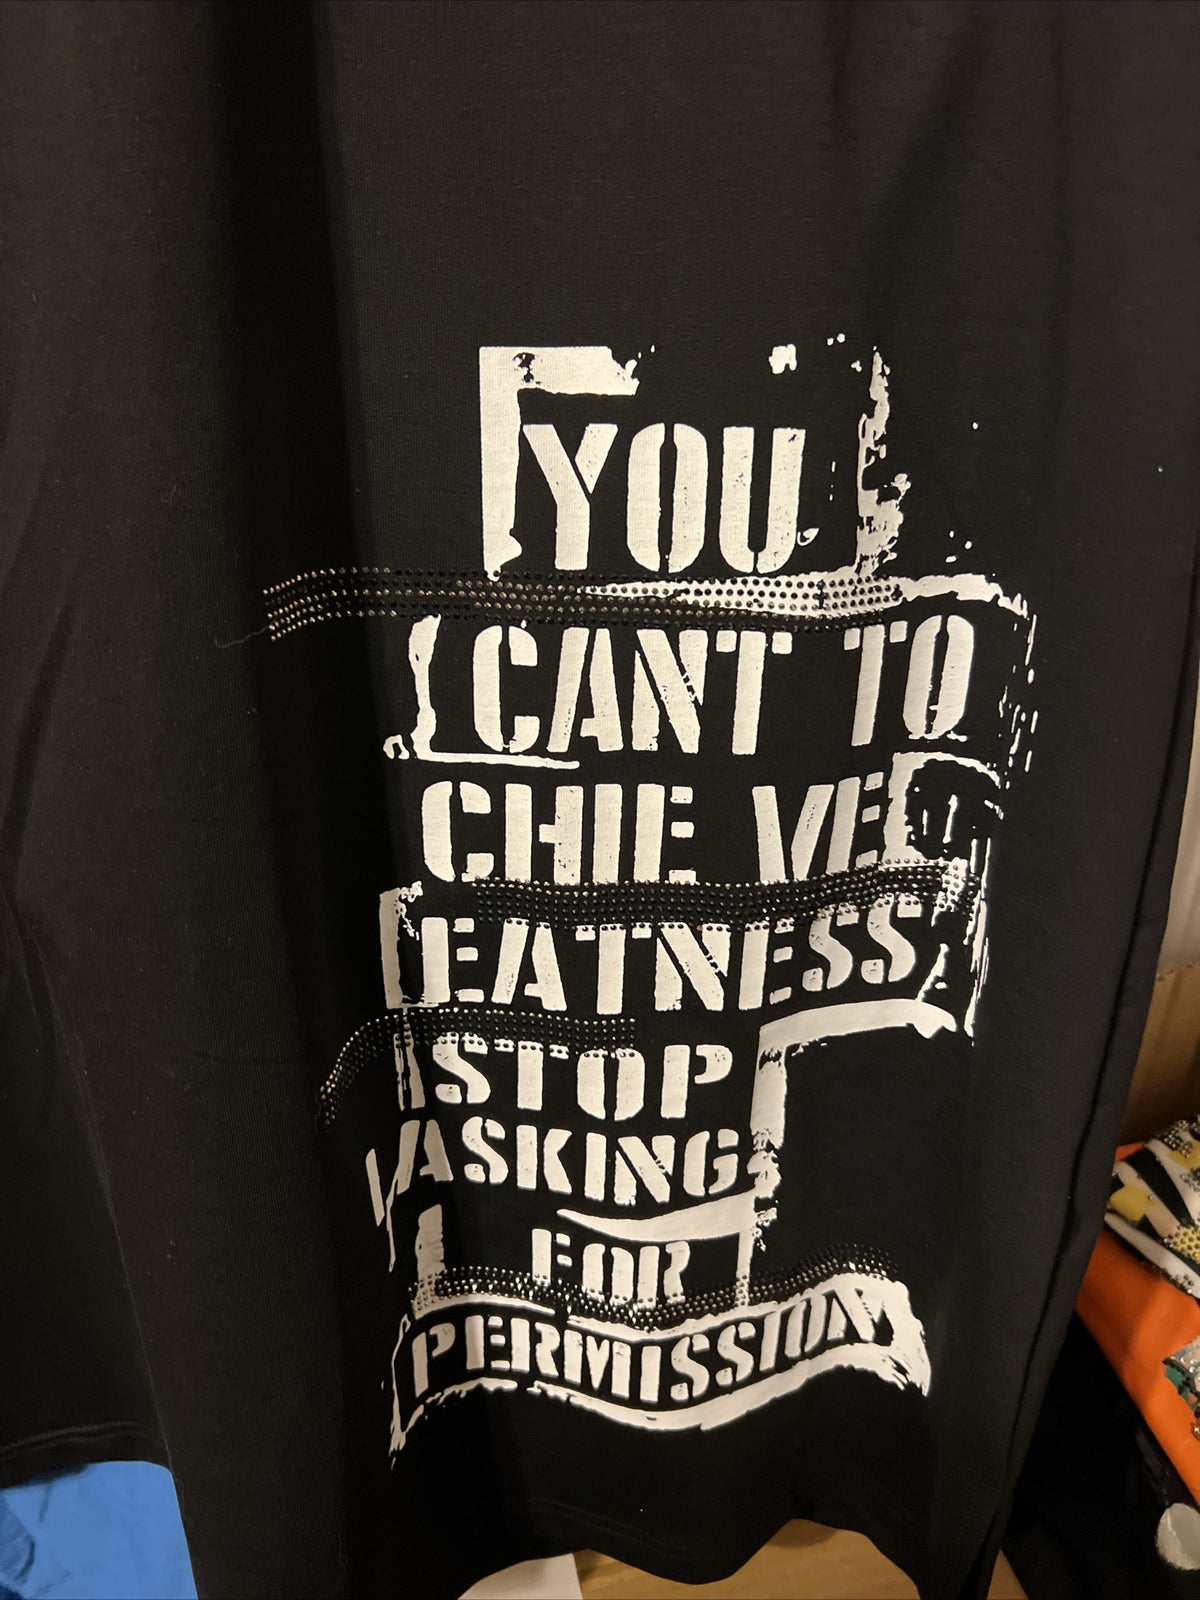 YOU
CANT TO
CHIE VE
EATNESS
STOP
ASKING
FOR
PERMISSION